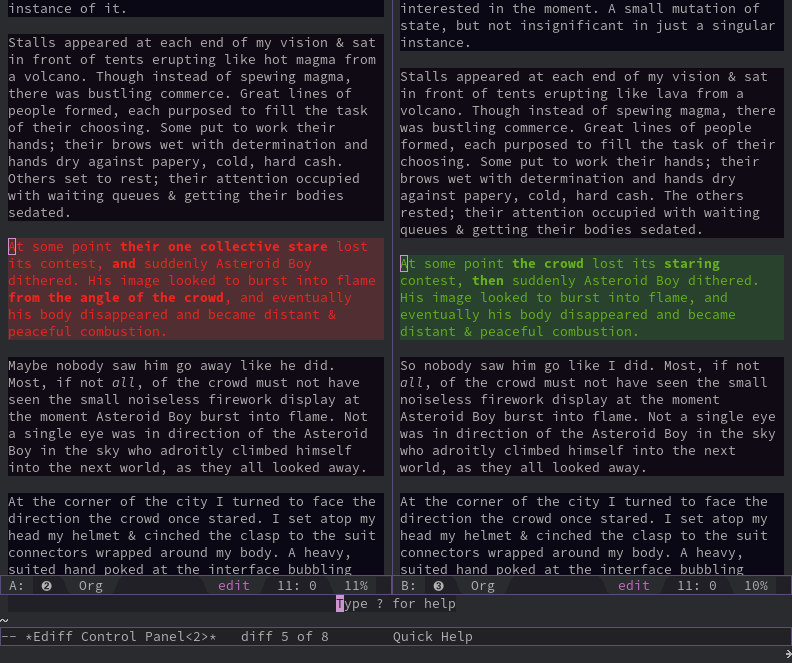 instance of it.
Stalls appeared at each end of my vision & sat
in front of tents erupting like hot magma from
a volcano. Though instead of spewing magma,
there was bustling commerce. Great lines of
people formed, each purposed to fill the task
of their choosing. Some put to work their
hands; their brows wet with determination and
hands dry against papery, cold, hard cash.
Others set to rest; their attention occupied
with waiting queues & getting their bodies
sedated.
At some point their one collective stare lost
its contest, and suddenly Asteroid Boy
dithered. His image looked to burst into flame
from the angle of the crowd, and eventually
his body disappeared and became distant &
peaceful combustion.
Maybe nobody saw him go away like he did.
Most, if not all, of the crowd must not have
seen the small noiseless firework display at
the moment Asteroid Boy burst into flame. Not
a single eye was in direction of the Asteroid
Boy in the sky who adroitly climbed himself
into the next world, as they all looked away.
At the corner of the city I turned to face the
direction the crowd once stared. I set atop my
head my helmet & cinched the clasp to the suit
connectors wrapped around my body. A heavy,
suited hand poked at the interface bubbling
A: ❷ Org edit 11: 0 11%
interested in the moment. A small mutation of
state, but not insignificant in just a singular
instance.
Stalls appeared at each end of my vision & sat
in front of tents erupting like lava from a
volcano. Though instead of spewing magma, there
was bustling commerce. Great lines of people
formed, each purposed to fill the task of their
choosing. Some put to work their hands; their
brows wet with determination and hands dry
against papery, cold, hard cash. The others
rested; their attention occupied with waiting
queues & getting their bodies sedated.
At some point the crowd lost its staring
contest, then suddenly Asteroid Boy dithered.
His image looked to burst into flame, and
eventually his body disappeared and became
distant & peaceful combustion.
So nobody saw him go like I did. Most, if not
all, of the crowd must not have seen the small
noiseless firework display at the moment
Asteroid Boy burst into flame. Not a single eye
was in direction of the Asteroid Boy in the sky
who adroitly climbed himself into the next
world, as they all looked away.
At the corner of the city I turned to face the
direction the crowd once stared. I set atop my
head my helmet & cinched the clasp to the suit
connectors wrapped around my body. A heavy,
suited hand poked at the interface bubbling
B: ❸ Org edit 11: 0 10%
Type ? for help
~
-- *Ediff Control Panel<2>* diff 5 of 8 Quick Help